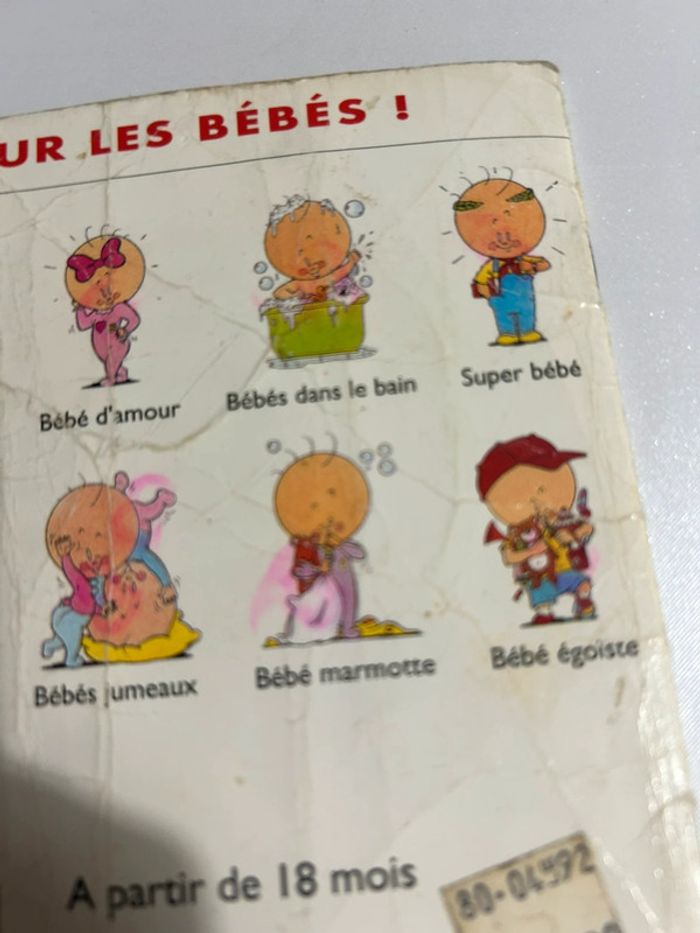 UR LES BÉBÉS !
Bébé d'amour
Bébés dans le bain
Super bébé
Bébés jumeaux
Bébé marmotte
Bébé égoïste
A partir de 18 mois
80-04592